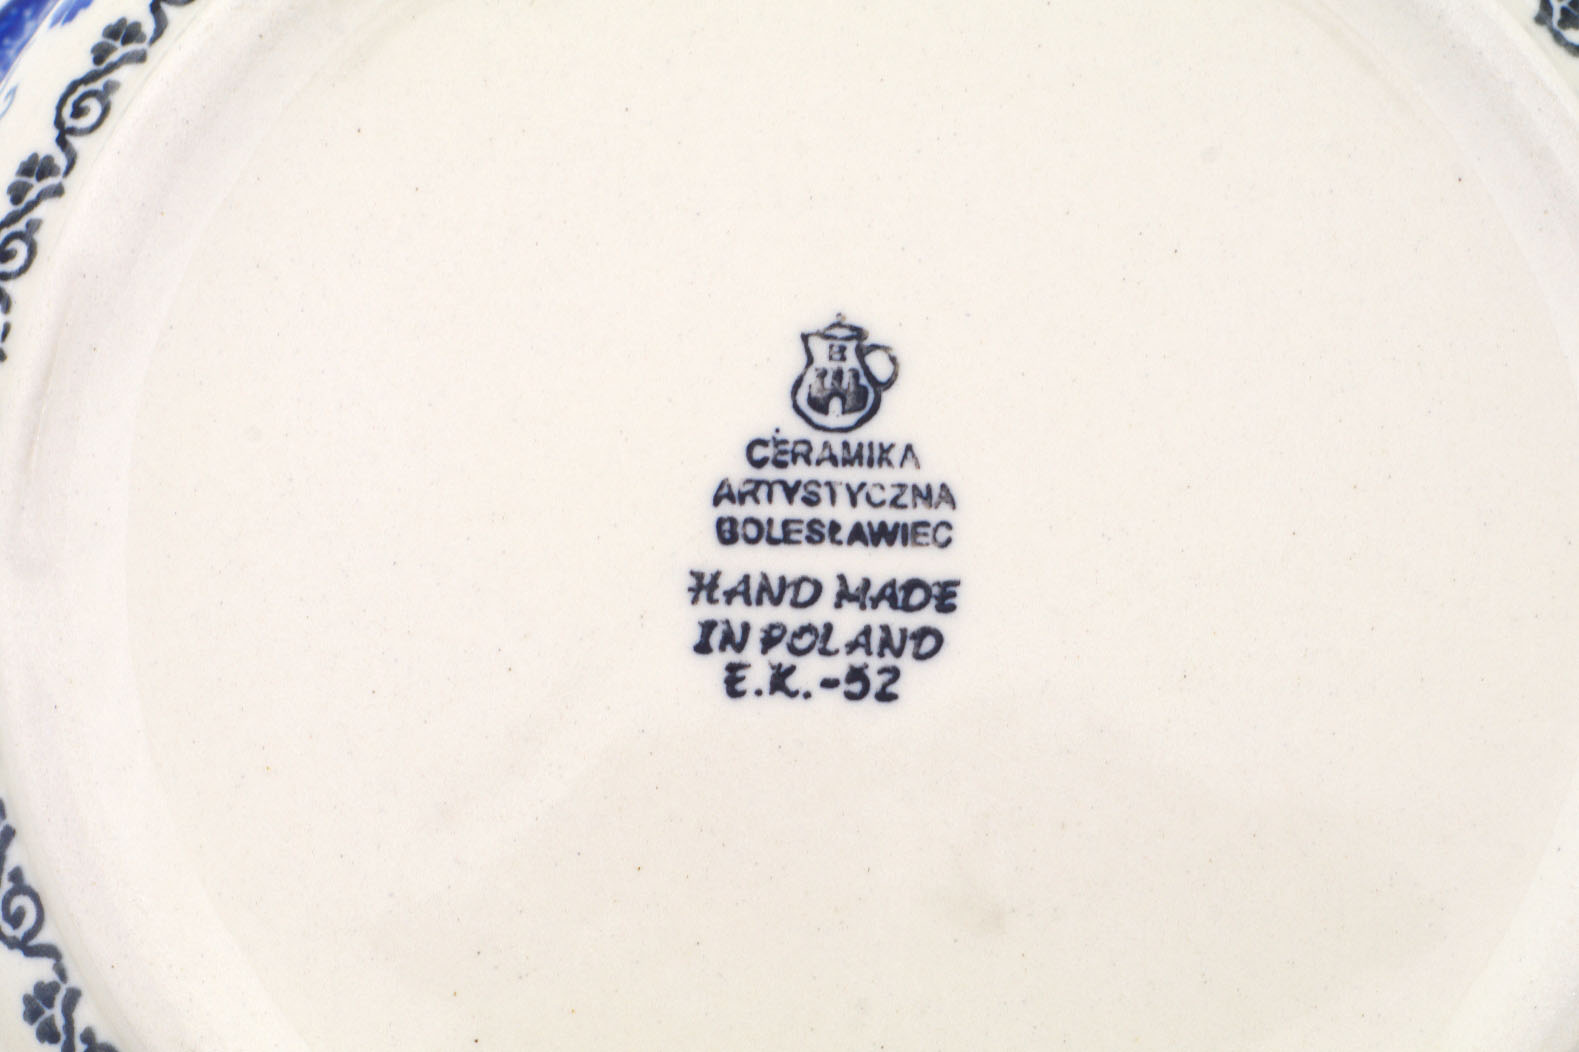 B
CERAMIKA
ARTYSTYCZNA
BOLESŁAWIEC
HAND MADE
IN POLAND
E.K.-52